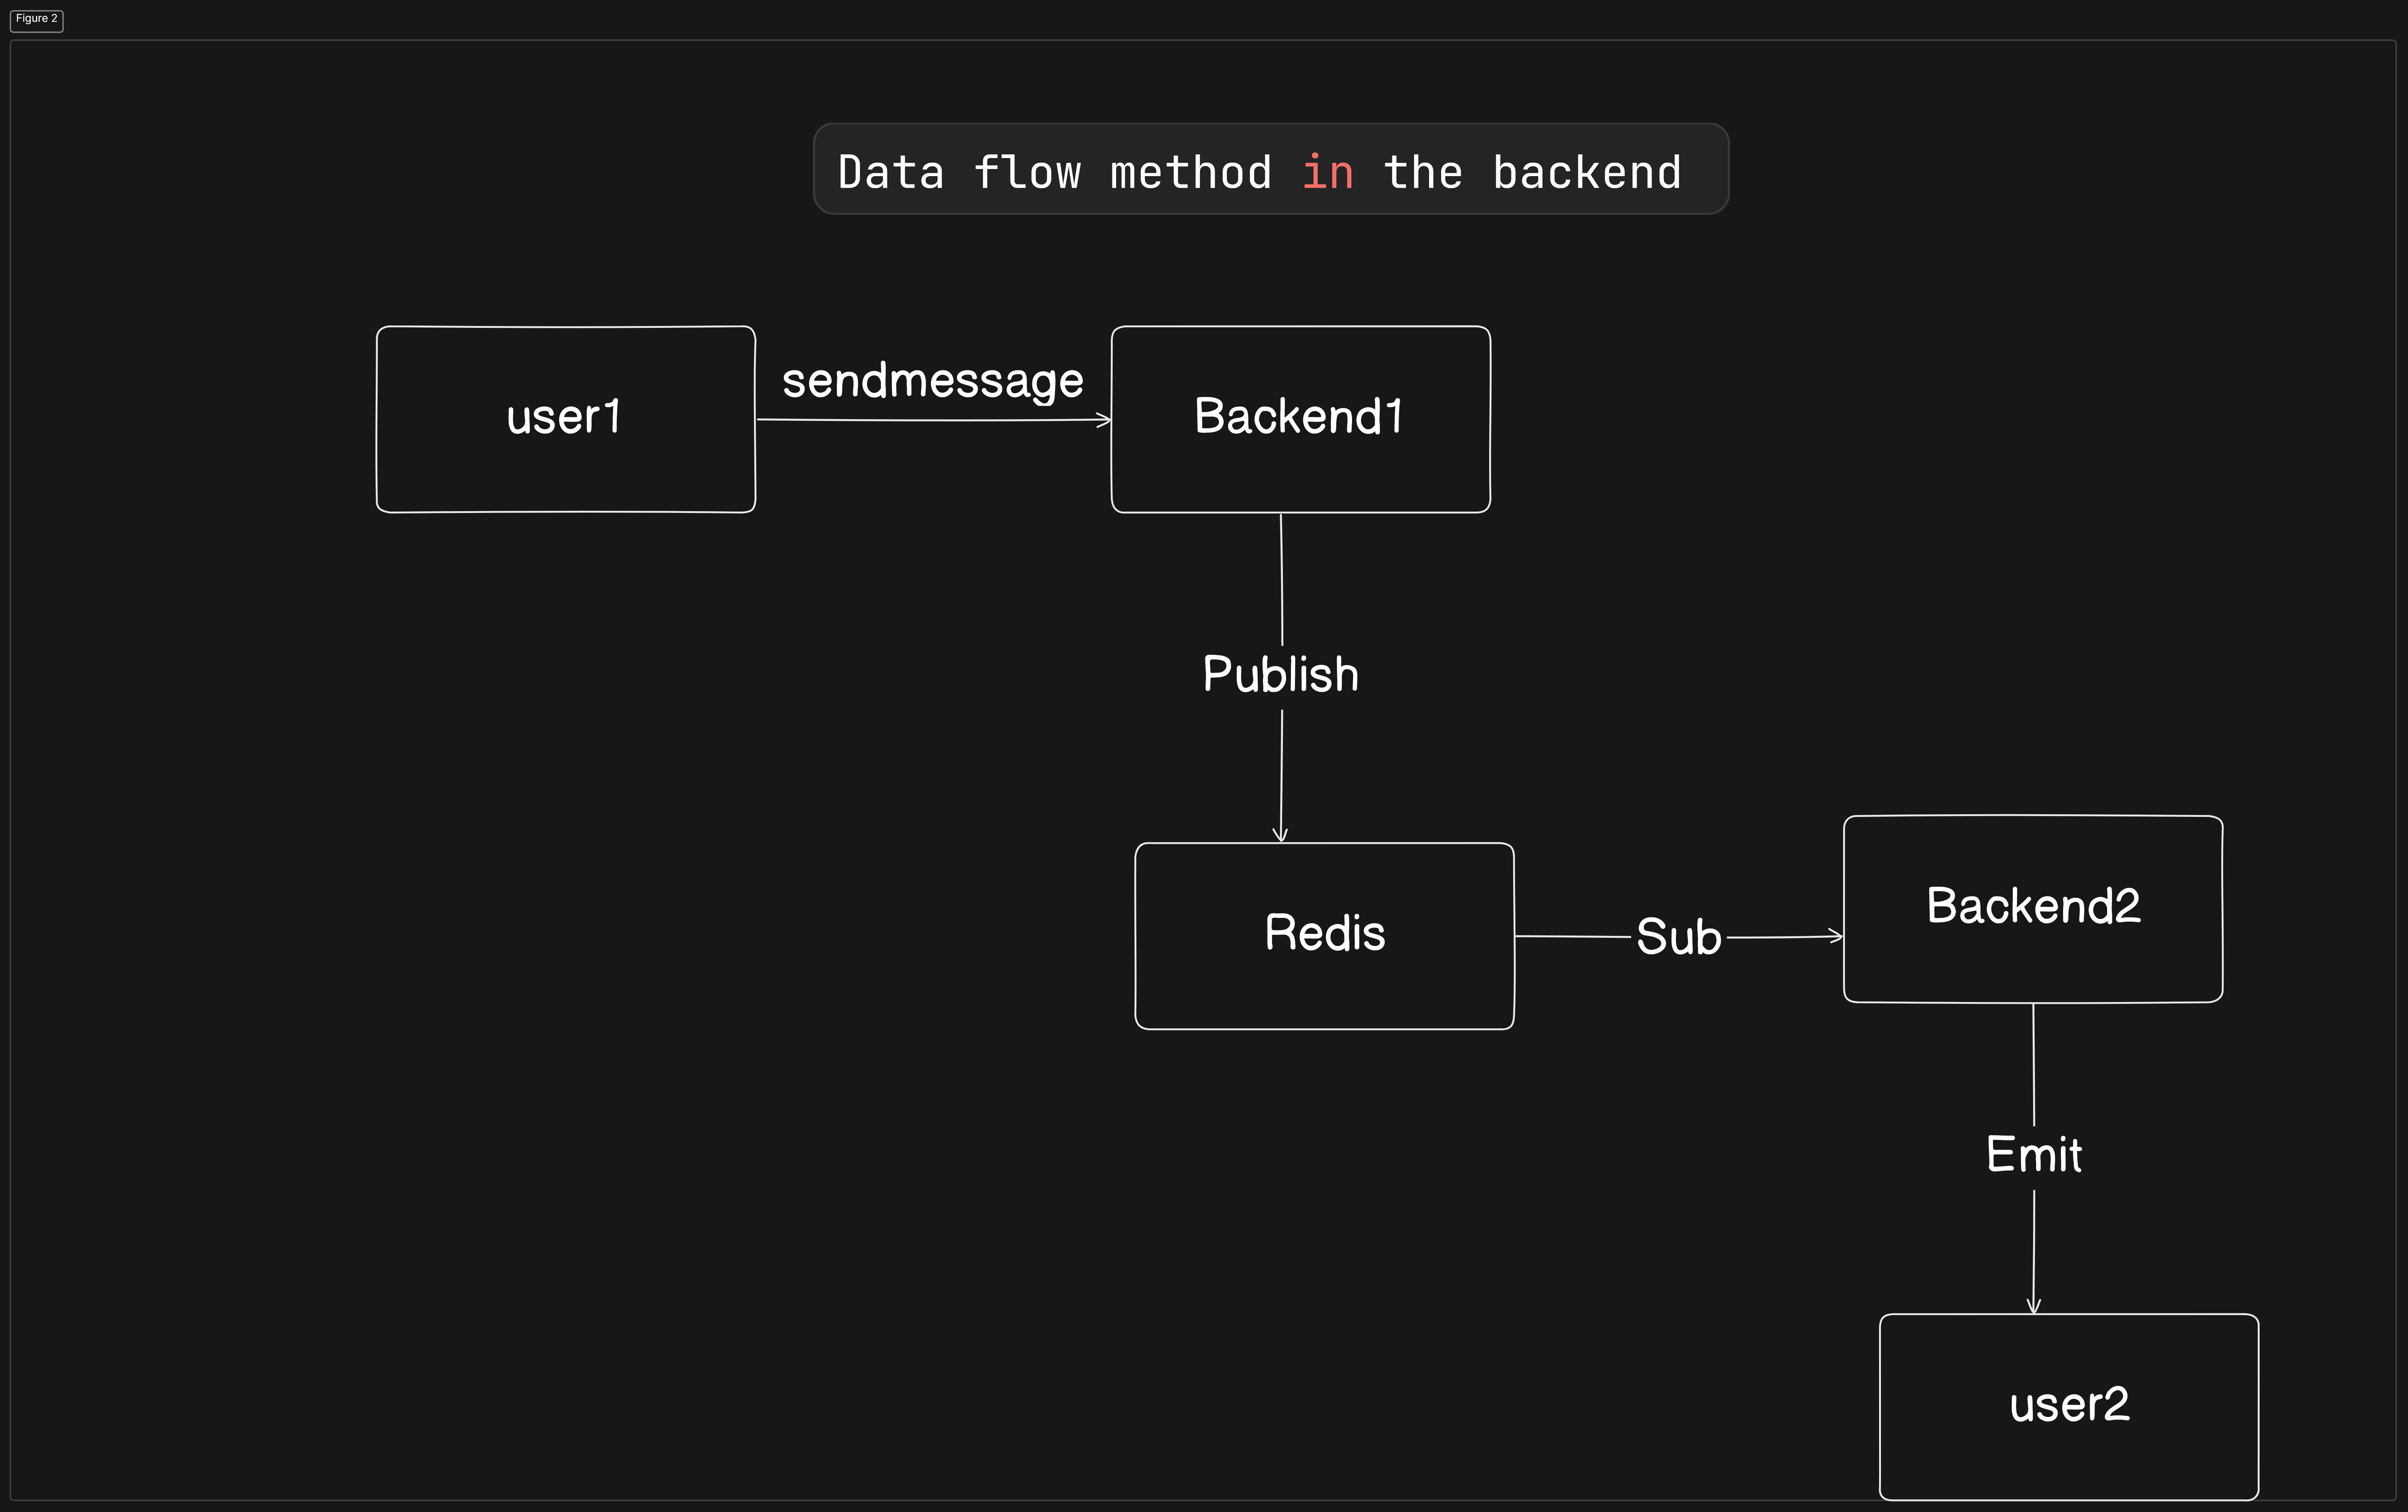 Figure 2
Data flow method in the backend
user1
sendmessage
Backend1
Publish
Redis
Sub
Backend2
Emit
user2